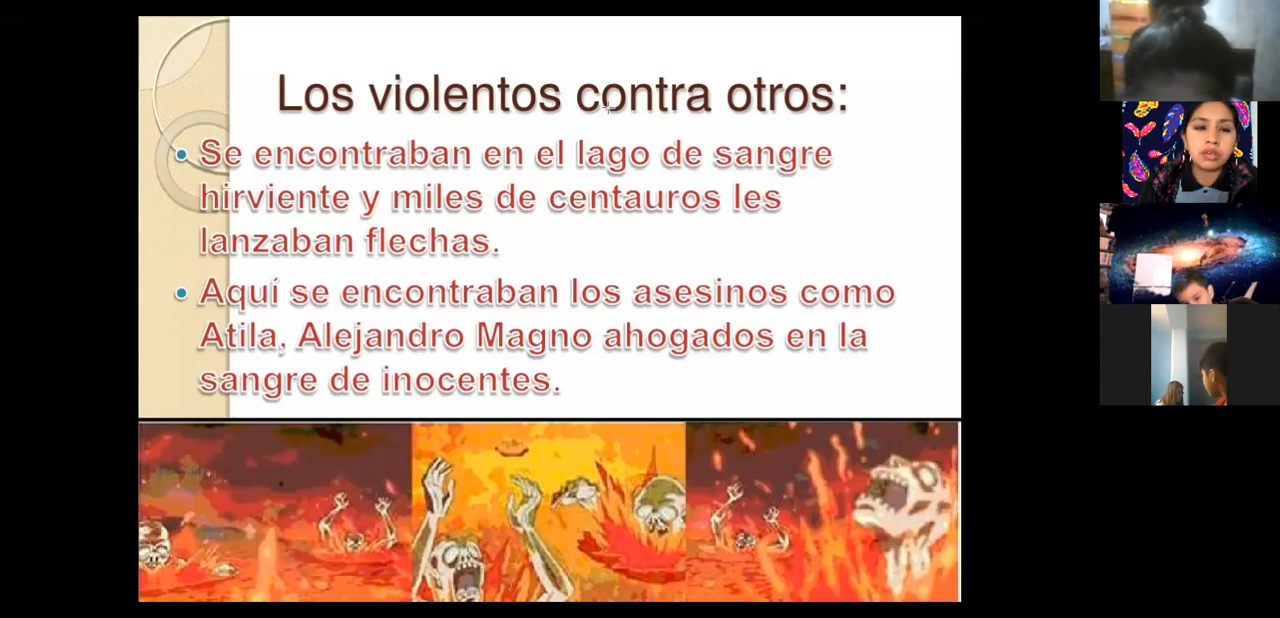 Los violentos contra otros:
Se encontraban en el lago de sangre
hirviente y miles de centauros les
lanzaban flechas.
Aquí se encontraban los asesinos como
Atila, Alejandro Magno ahogados en la
sangre de inocentes.